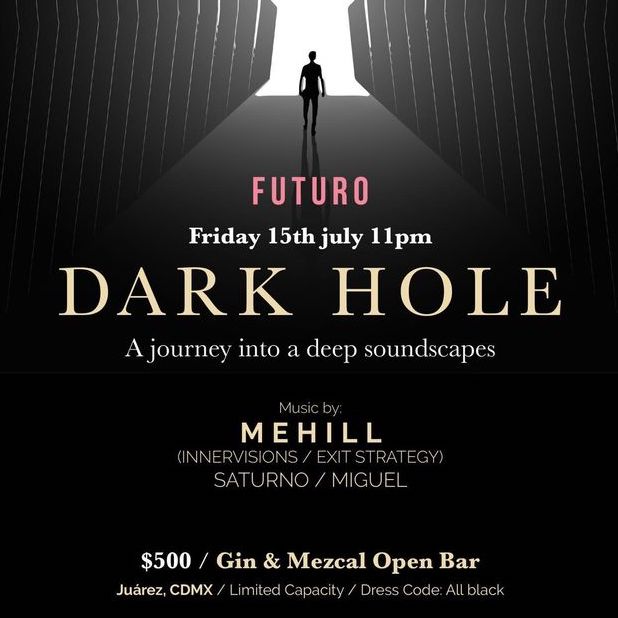 FUTURO
Friday 15th july 11pm
DARK HOLE
A journey into a deep soundscapes
Music by:
MEHILL
(INNERVISIONS / EXIT STRATEGY)
SATURNO / MIGUEL
$500 / Gin & Mezcal Open Bar
Juárez, CDMX / Limited Capacity / Dress Code: All black